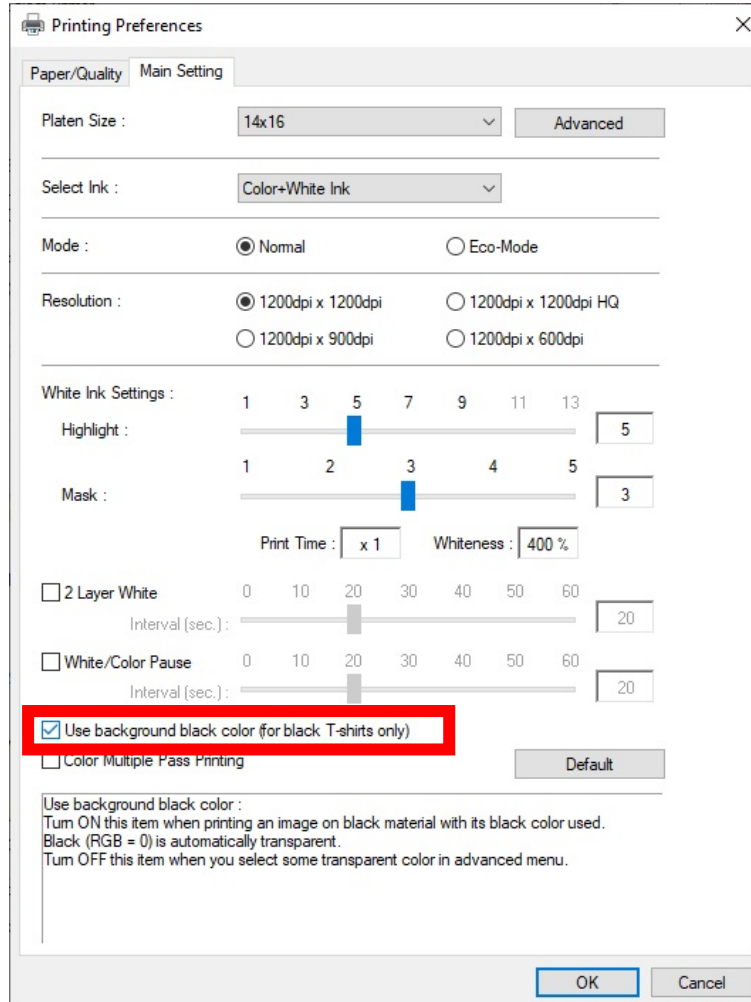 Printing Preferences
Paper/Quality Main Setting
Platen Size : 14x16 Advanced
Select Ink : Color+White Ink
Mode : Normal Eco-Mode
Resolution : 1200dpi x 1200dpi 1200dpi x 1200dpi HQ
1200dpi x 900dpi 1200dpi x 600dpi
White Ink Settings : 1 3 5 7 9 11 13
Highlight : 5
1 2 3 4 5
Mask : 3
Print Time : x 1 Whiteness : 400 %
2 Layer White 0 10 20 30 40 50 60
Interval (sec.) : 20
White/Color Pause 0 10 20 30 40 50 60
Interval (sec.) : 20
Use background black color (for black T-shirts only)
Color Multiple Pass Printing Default
Use background black color :
Turn ON this item when printing an image on black material with its black color used.
Black (RGB = 0) is automatically transparent.
Turn OFF this item when you select some transparent color in advanced menu.
OK Cancel